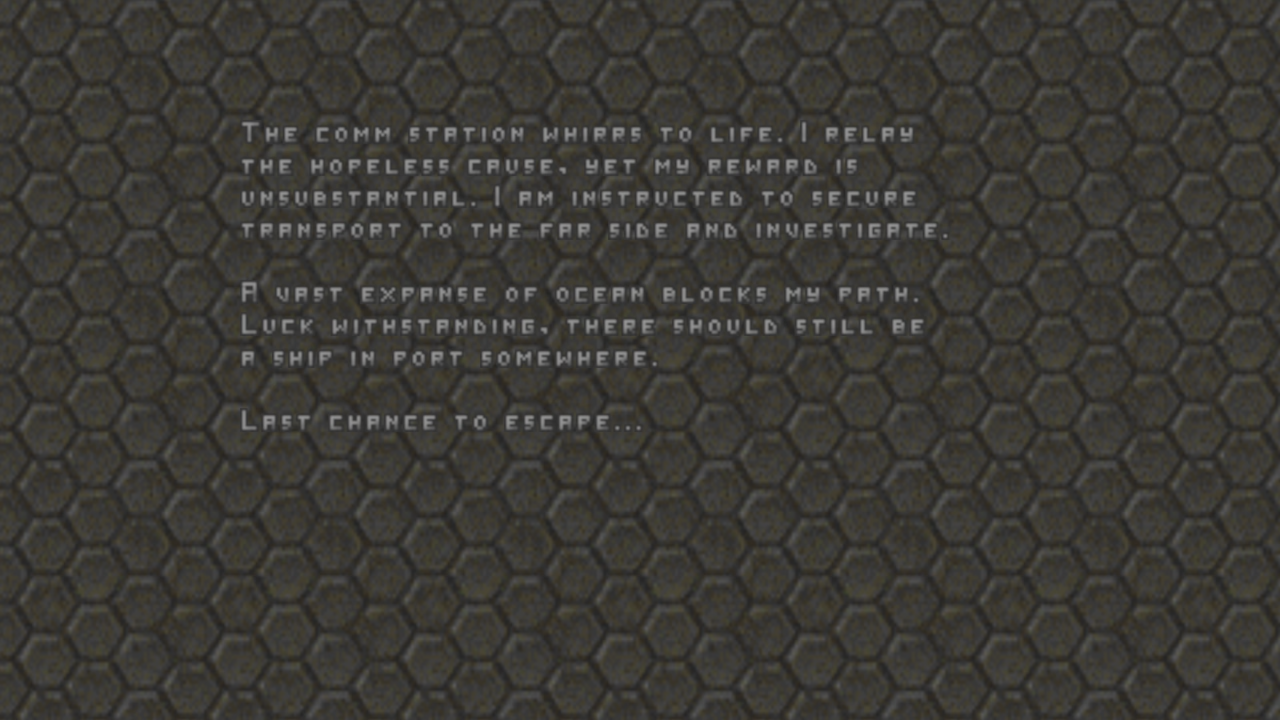 The comm station whirrs to life. I relay
the hopeless cause, yet my reward is
unsubstantial. I am instructed to secure
transport to the far side and investigate.
A vast expanse of ocean blocks my path.
Luck withstanding, there should still be
a ship in port somewhere.
Last chance to escape...